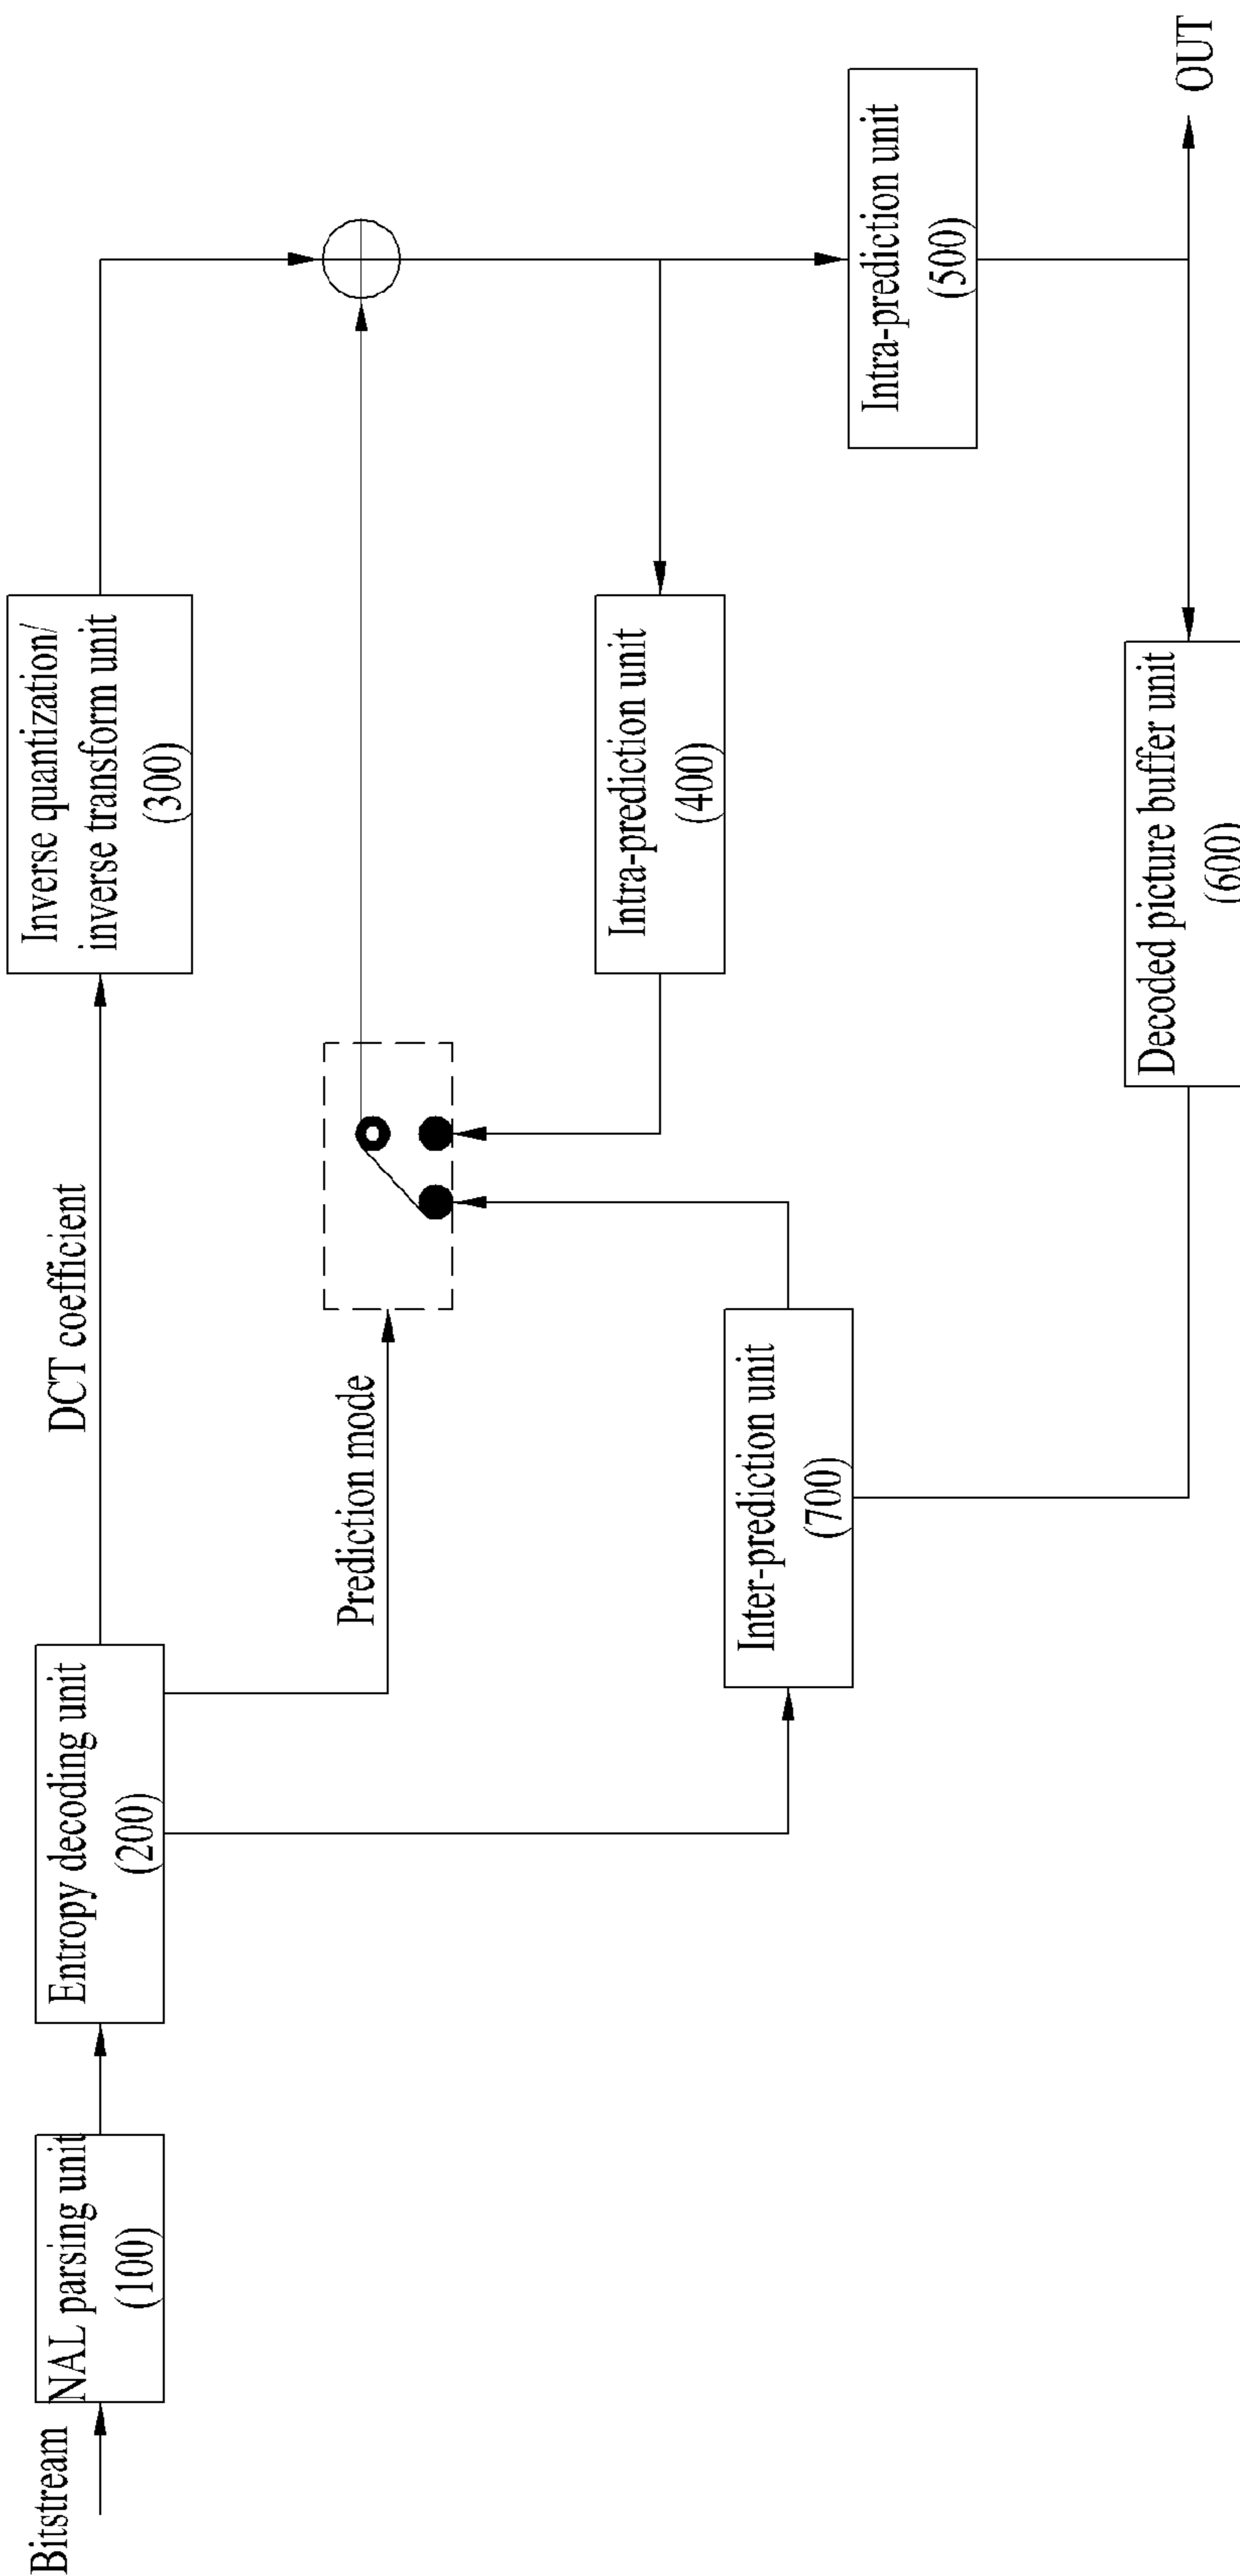 Bitstream
NAL parsing unit
(100)
Entropy decoding unit
(200)
DCT coefficient
Inverse quantization/
inverse transform unit
(300)
Prediction mode
Intra-prediction unit
(400)
Inter-prediction unit
(700)
Intra-prediction unit
(500)
Decoded picture buffer unit
(600)
OUT